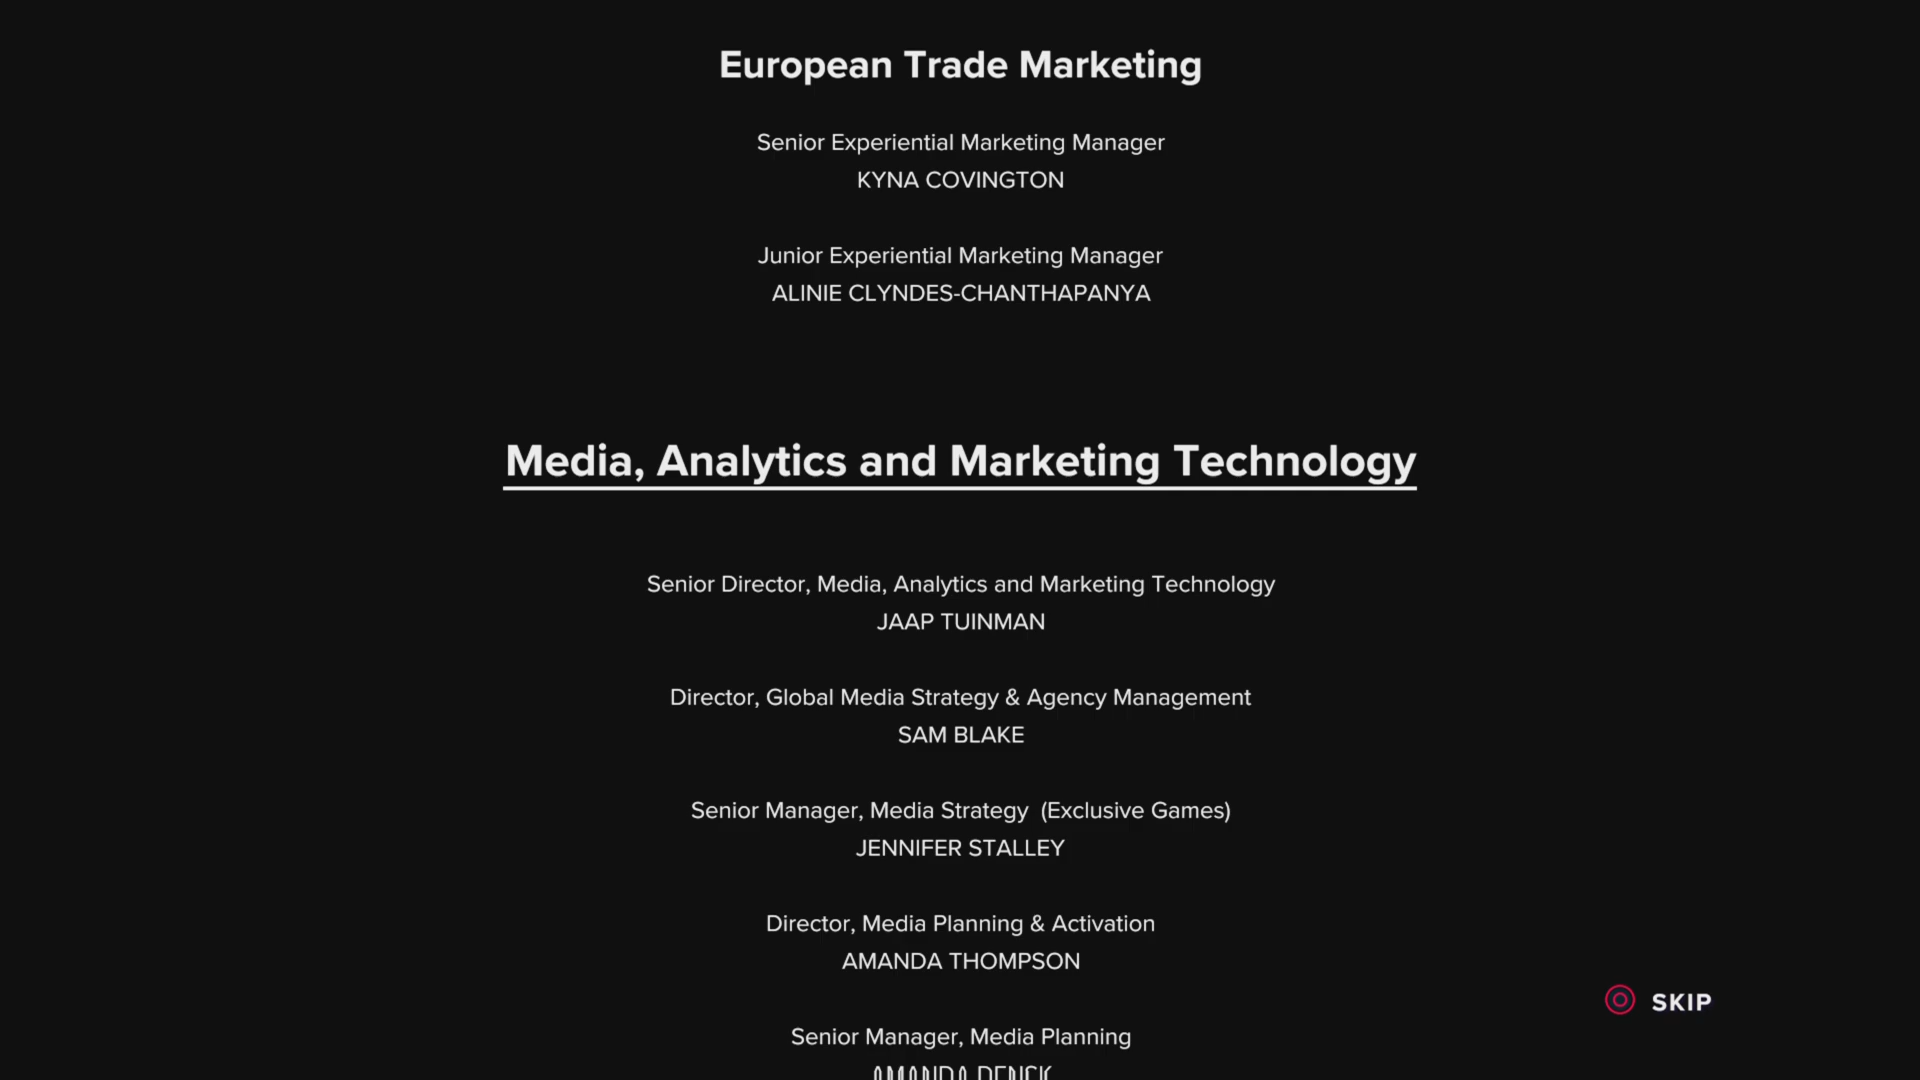 European Trade Marketing
Senior Experiential Marketing Manager
KYNA COVINGTON
Junior Experiential Marketing Manager
ALINIE CLYNDES-CHANTHAPANYA
Media, Analytics and Marketing Technology
Senior Director, Media, Analytics and Marketing Technology
JAAP TUINMAN
Director, Global Media Strategy & Agency Management
SAM BLAKE
Senior Manager, Media Strategy  (Exclusive Games)
JENNIFER STALLEY
Director, Media Planning & Activation
AMANDA THOMPSON
SKIP
Senior Manager, Media Planning
AMANDA